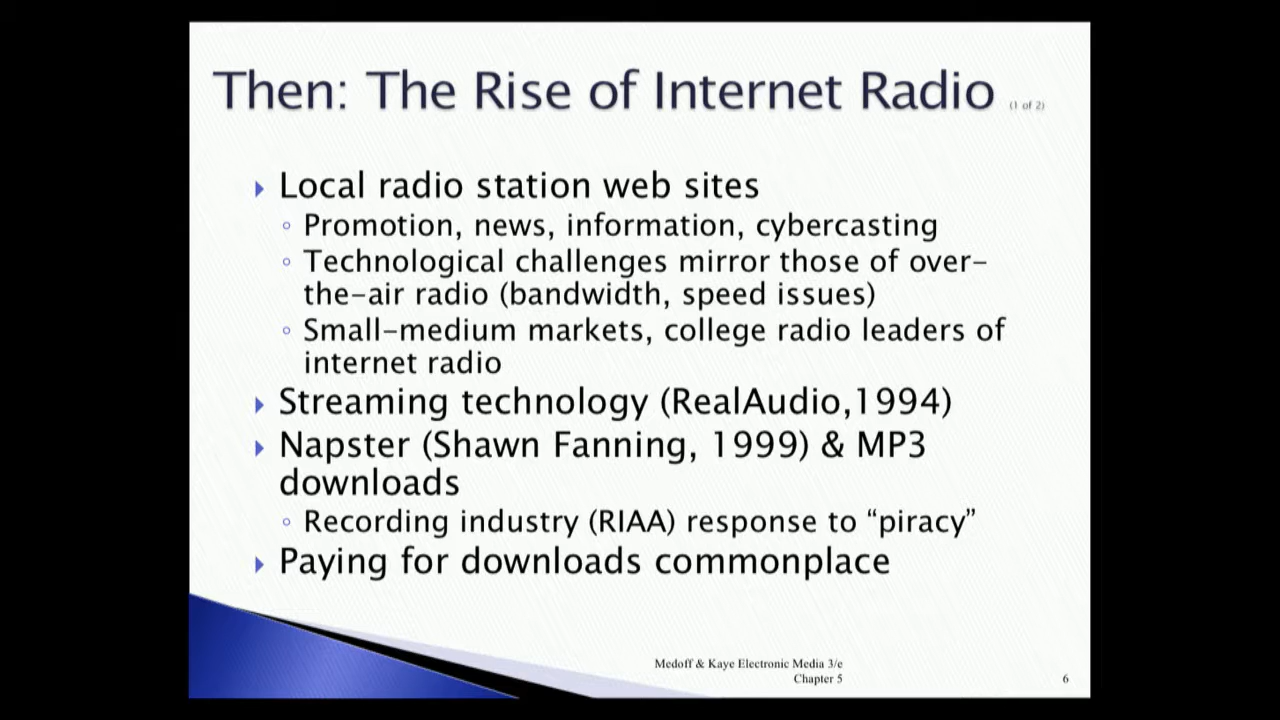 Then: The Rise of Internet Radio (1 of 2)
Local radio station web sites
Promotion, news, information, cybercasting
Technological challenges mirror those of over-
the-air radio (bandwidth, speed issues)
Small-medium markets, college radio leaders of
internet radio
Streaming technology (RealAudio,1994)
Napster (Shawn Fanning, 1999) & MP3
downloads
Recording industry (RIAA) response to “piracy”
Paying for downloads commonplace
Medoff & Kaye Electronic Media 3/e
Chapter 5
6